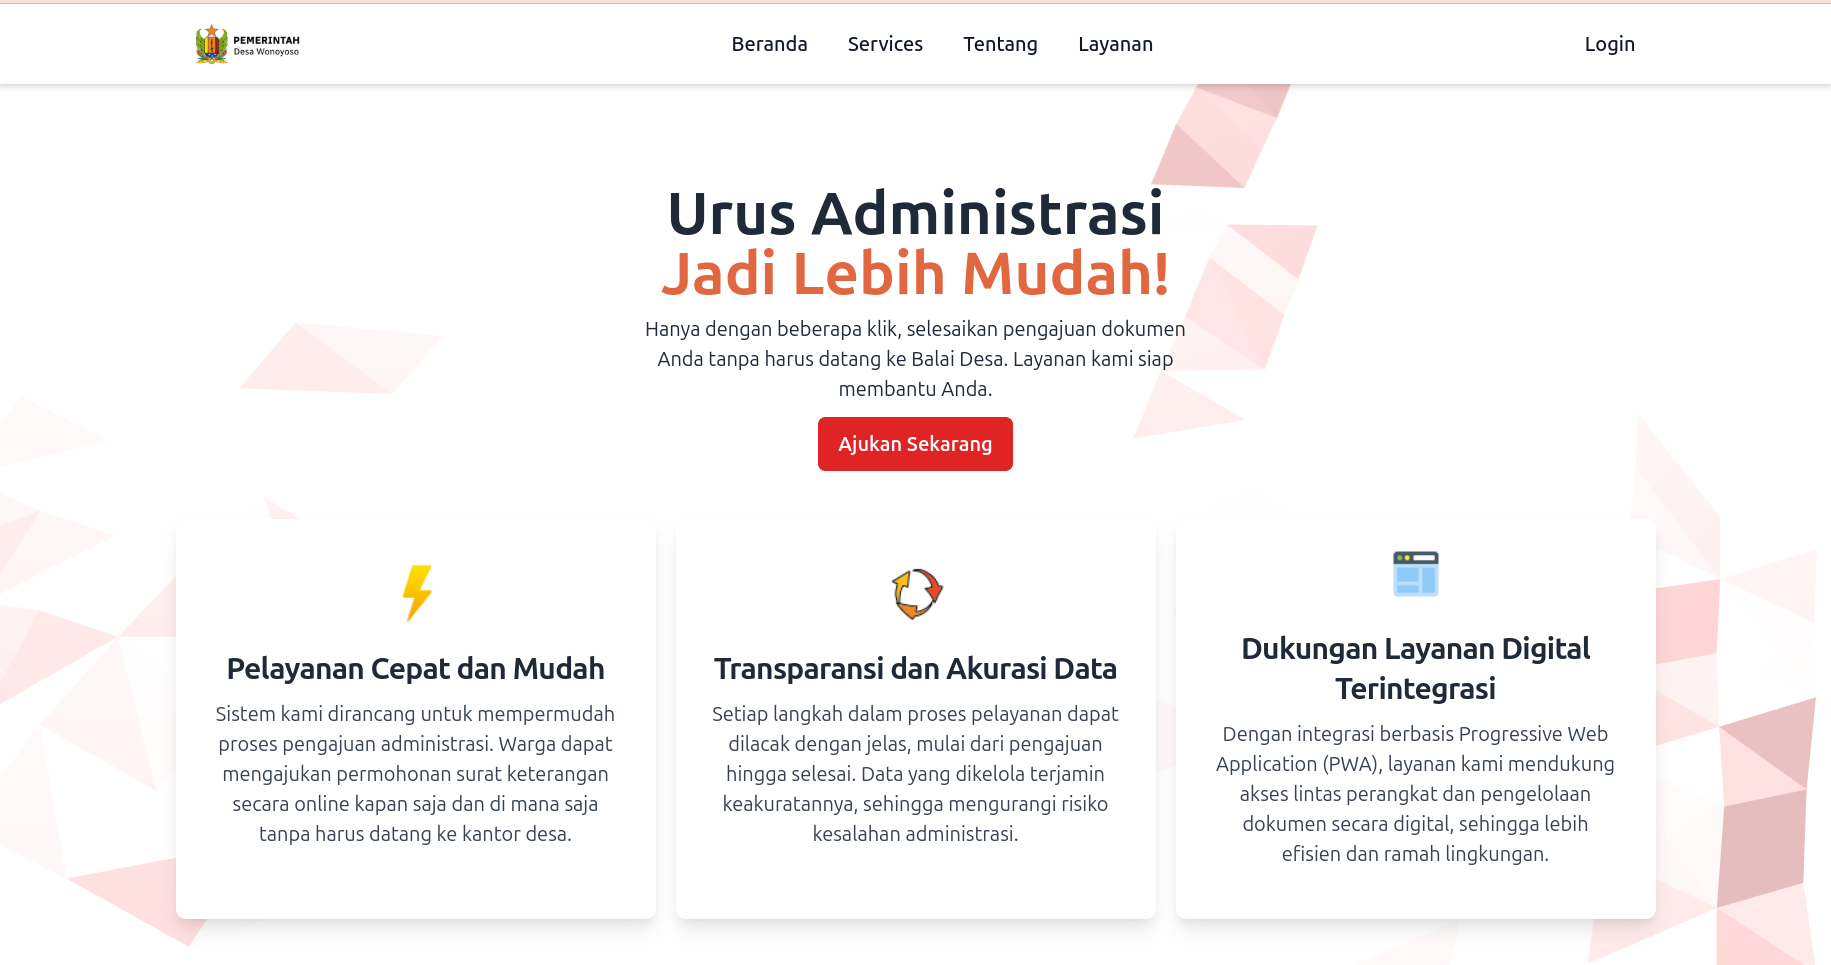 PEMERINTAH
Desa Wonoyoso
Beranda
Services
Tentang
Layanan
Login
Urus Administrasi
Jadi Lebih Mudah!
Hanya dengan beberapa klik, selesaikan pengajuan dokumen
Anda tanpa harus datang ke Balai Desa. Layanan kami siap
membantu Anda.
Ajukan Sekarang
Pelayanan Cepat dan Mudah
Sistem kami dirancang untuk mempermudah
proses pengajuan administrasi. Warga dapat
mengajukan permohonan surat keterangan
secara online kapan saja dan di mana saja
tanpa harus datang ke kantor desa.
Transparansi dan Akurasi Data
Setiap langkah dalam proses pelayanan dapat
dilacak dengan jelas, mulai dari pengajuan
hingga selesai. Data yang dikelola terjamin
keakuratannya, sehingga mengurangi risiko
kesalahan administrasi.
Dukungan Layanan Digital
Terintegrasi
Dengan integrasi berbasis Progressive Web
Application (PWA), layanan kami mendukung
akses lintas perangkat dan pengelolaan
dokumen secara digital, sehingga lebih
efisien dan ramah lingkungan.